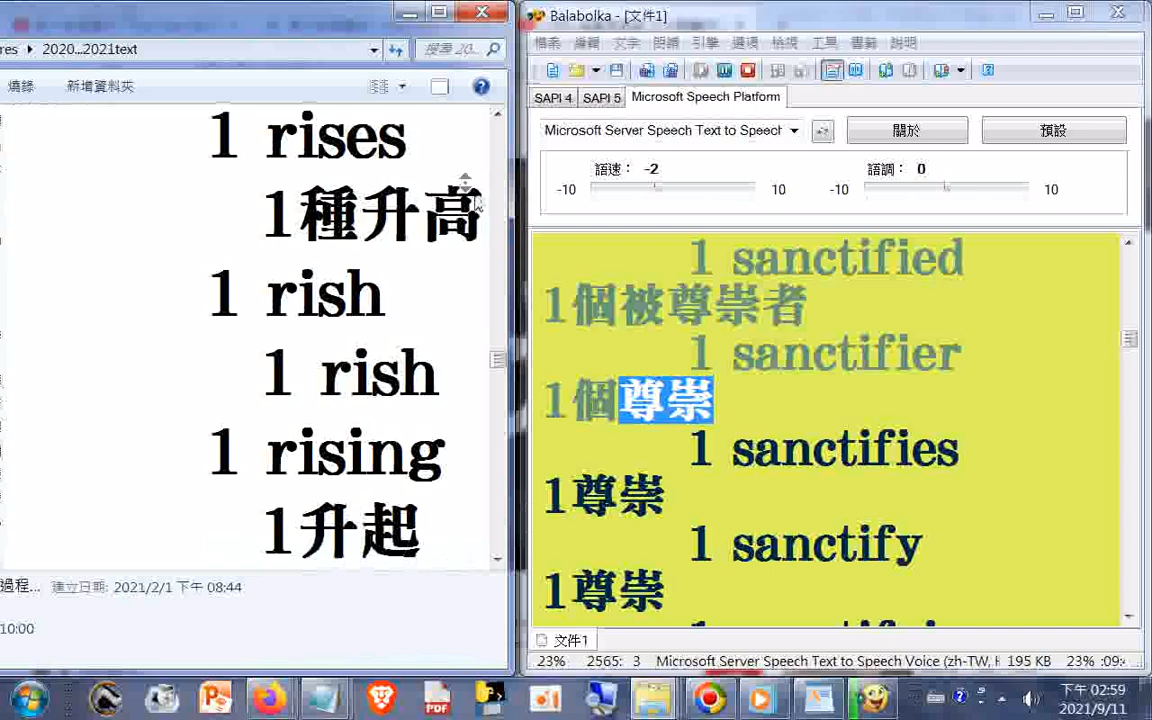 res ▸ 2020...2021text
搜尋 20...
燒錄 新增資料夾
1 rises
1種升高
1 rish
1 rish
1 rising
1升起
過程... 建立日期: 2021/2/1 下午 08:44
10:00
Balabolka - [文件1]
檔案 編輯 文字 閱讀 引擎 選項 檢視 工具 書籤 說明
SAPI 4 SAPI 5 Microsoft Speech Platform
Microsoft Server Speech Text to Speech
關於
預設
語速： -2
-10 10
語調： 0
-10 10
1 sanctified
1個被尊崇者
1 sanctifier
1個尊崇
1 sanctifies
1尊崇
1 sanctify
1尊崇
文件1
23% 2565: 3 Microsoft Server Speech Text to Speech Voice (zh-TW, 195 KB 23% :09:
PDF
下午 02:59
2021/9/11